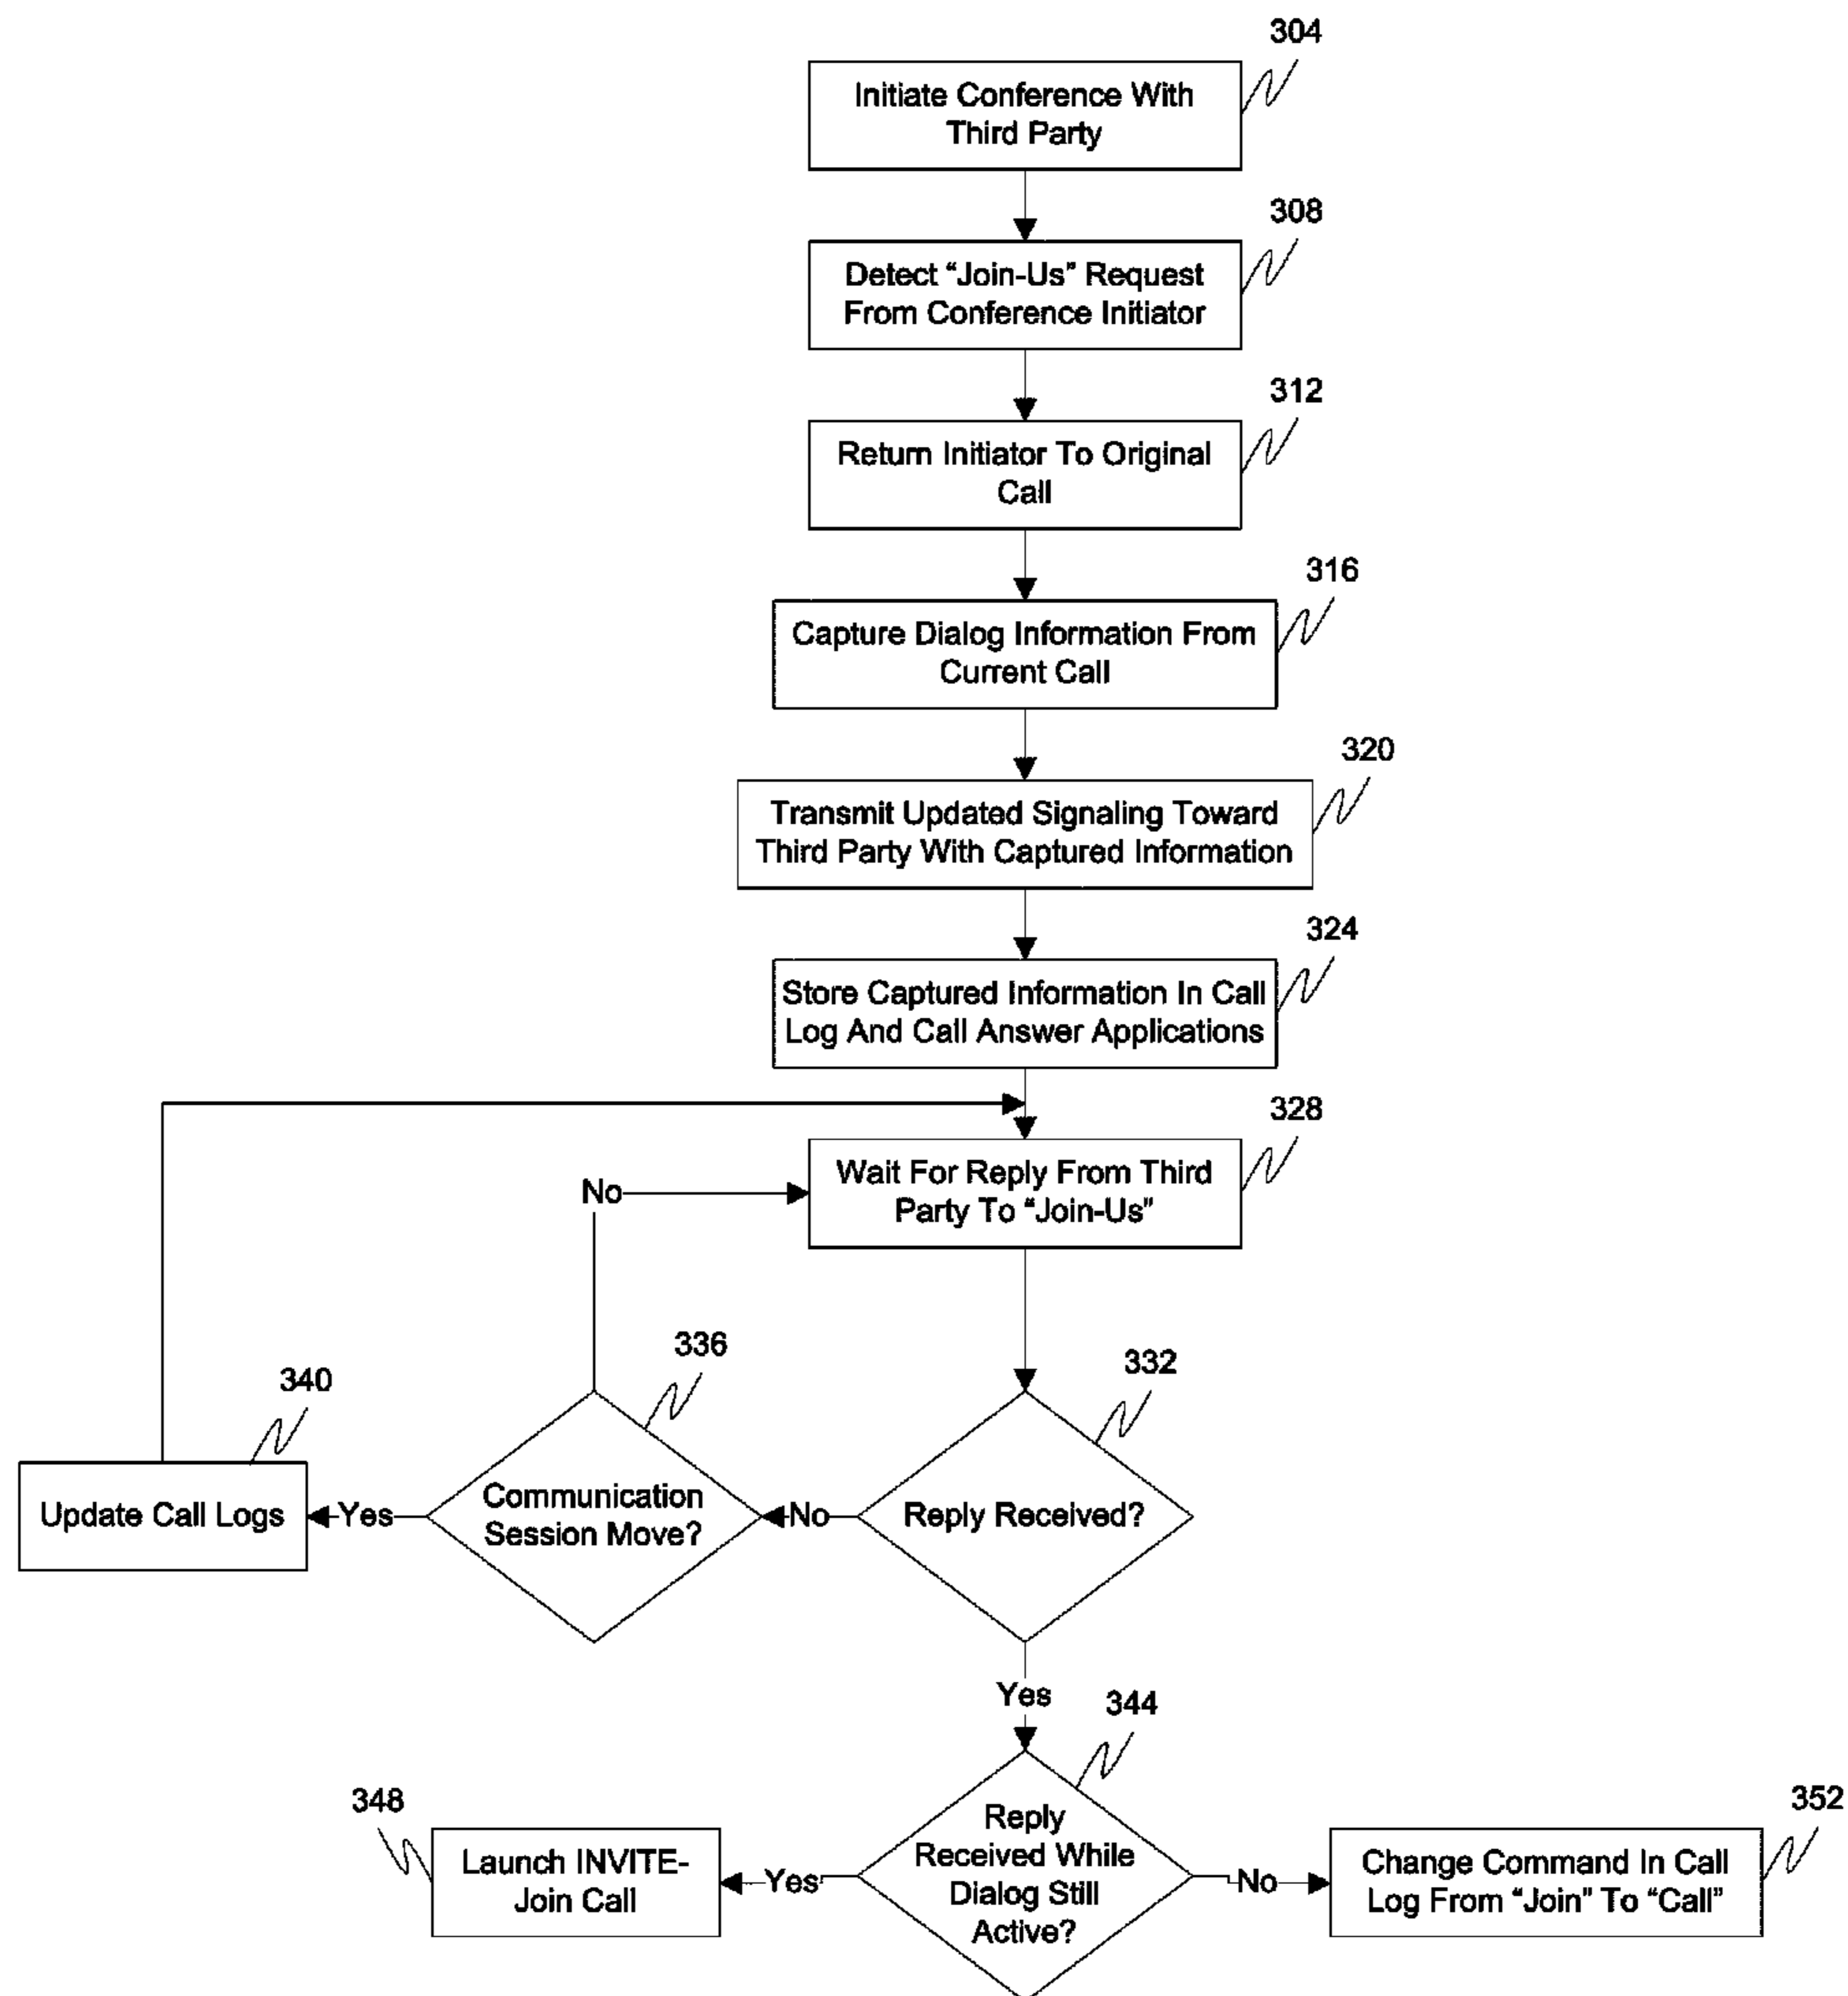 304
Initiate Conference With
Third Party
308
Detect “Join-Us” Request
From Conference Initiator
312
Return Initiator To Original
Call
316
Capture Dialog Information From
Current Call
320
Transmit Updated Signaling Toward
Third Party With Captured Information
324
Store Captured Information In Call
Log And Call Answer Applications
328
Wait For Reply From Third
Party To “Join-Us”
No
336
332
340
Communication
Session Move?
Reply Received?
Update Call Logs
Yes
No
Yes
344
348
352
Reply
Received While
Dialog Still
Active?
Launch INVITE-
Join Call
Yes
No
Change Command In Call
Log From “Join” To “Call”